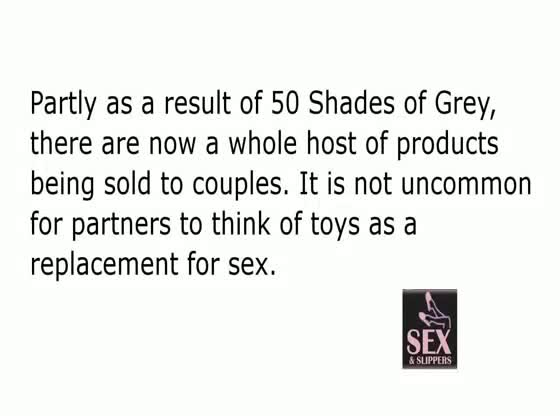 Partly as a result of 50 Shades of Grey,
there are now a whole host of products
being sold to couples. It is not uncommon
for partners to think of toys as a
replacement for sex.
SEX
& SLIPPERS